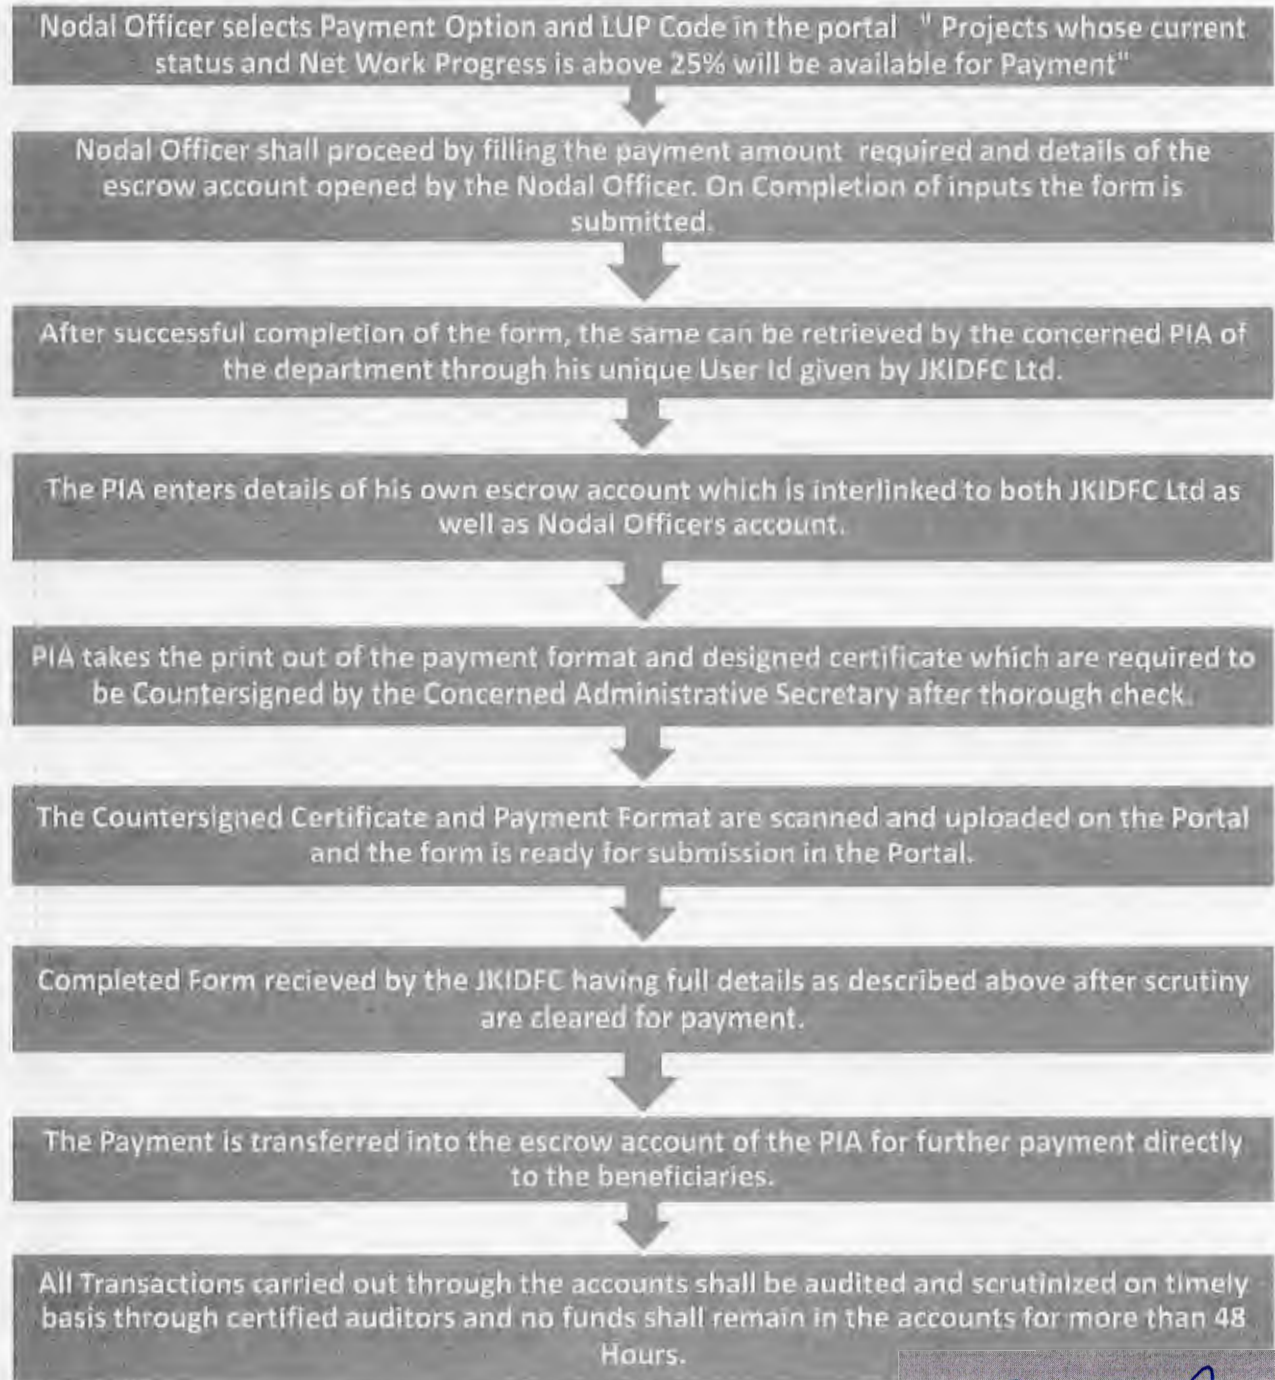 Nodal Officer selects Payment Option and LUP Code in the portal " Projects whose current
status and Net Work Progress is above 25% will be available for Payment"
Nodal Officer shall proceed by filling the payment amount required and details of the
escrow account opened by the Nodal Officer. On Completion of inputs the form is
submitted.
After successful completion of the form, the same can be retrieved by the concerned PIA of
the department through his unique User Id given by JKIDFC Ltd.
The PIA enters details of his own escrow account which is interlinked to both JKIDFC Ltd as
well as Nodal Officers account.
PIA takes the print out of the payment format and designed certificate which are required to
be Countersigned by the Concerned Administrative Secretary after thorough check.
The Countersigned Certificate and Payment Format are scanned and uploaded on the Portal
and the form is ready for submission in the Portal.
Completed Form recieved by the JKIDFC having full details as described above after scrutiny
are cleared for payment.
The Payment is transferred into the escrow account of the PIA for further payment directly
to the beneficiaries.
All Transactions carried out through the accounts shall be audited and scrutinized on timely
basis through certified auditors and no funds shall remain in the accounts for more than 48
Hours.